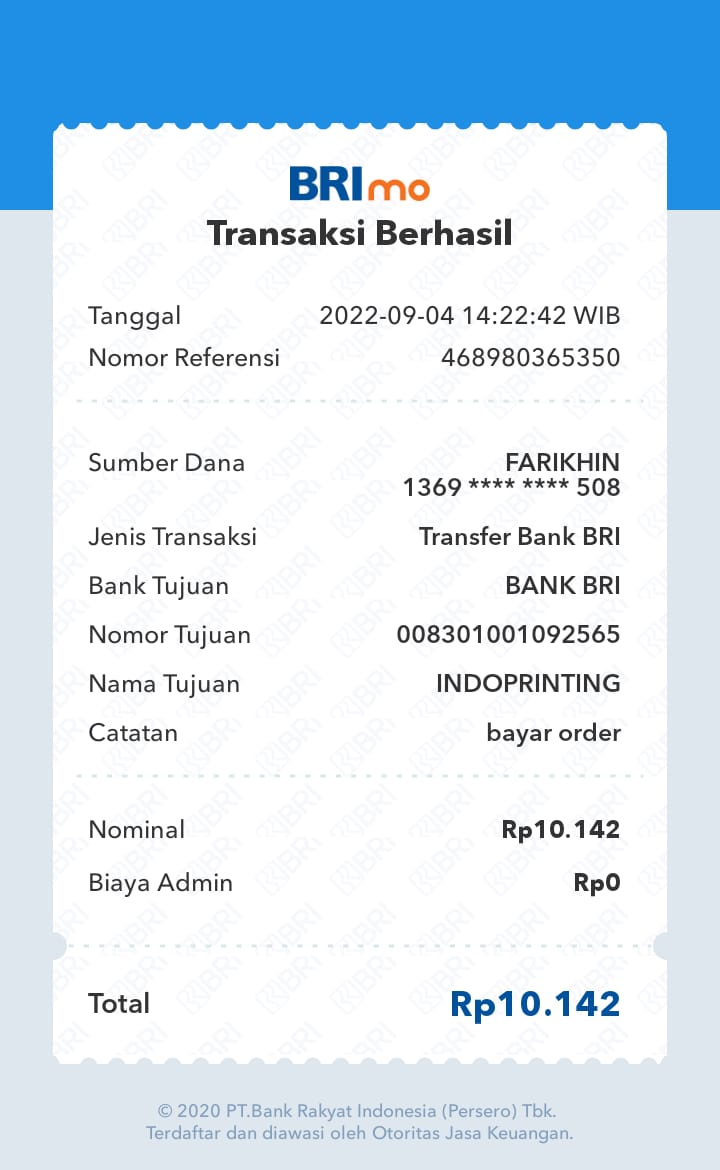 BRImo
Transaksi Berhasil
Tanggal 2022-09-04 14:22:42 WIB
Nomor Referensi 468980365350
Sumber Dana FARIKHIN
1369 **** **** 508
Jenis Transaksi Transfer Bank BRI
Bank Tujuan BANK BRI
Nomor Tujuan 008301001092565
Nama Tujuan INDOPRINTING
Catatan bayar order
Nominal Rp10.142
Biaya Admin Rp0
Total Rp10.142
© 2020 PT.Bank Rakyat Indonesia (Persero) Tbk.
Terdaftar dan diawasi oleh Otoritas Jasa Keuangan.